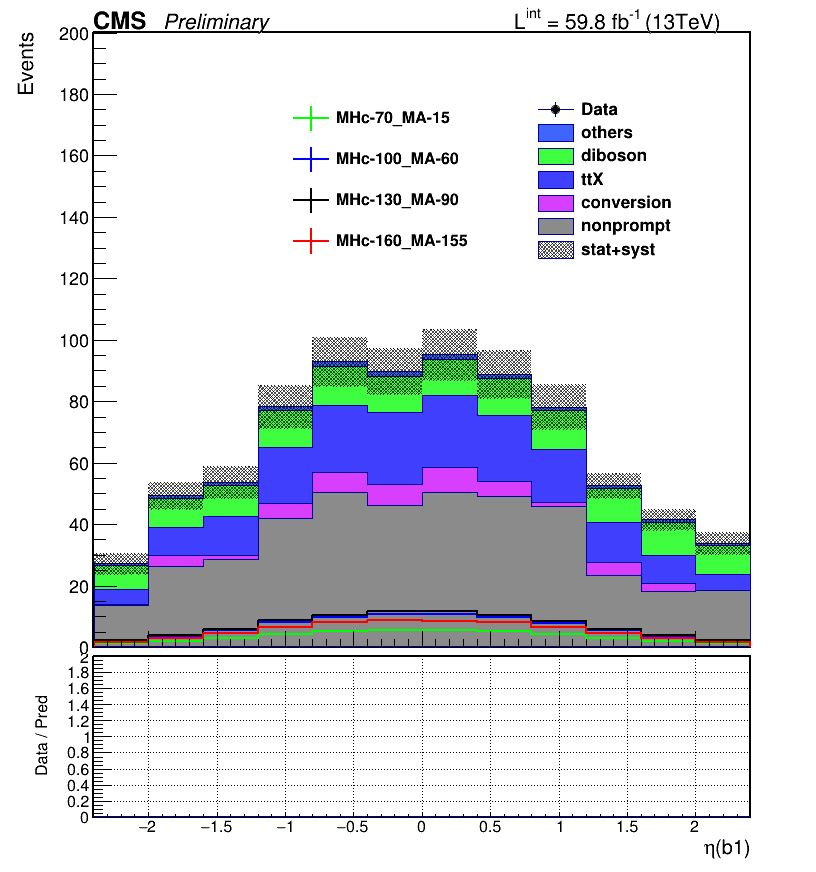 CMS Preliminary L^int = 59.8 fb^-1 (13TeV)
Events
200
180
160
140
120
100
80
60
40
20
0
MHc-70_MA-15
MHc-100_MA-60
MHc-130_MA-90
MHc-160_MA-155
Data
others
diboson
ttX
conversion
nonprompt
stat+syst
Data / Pred
2
1.8
1.6
1.4
1.2
1
0.8
0.6
0.4
0.2
0
−2 −1.5 −1 −0.5 0 0.5 1 1.5 2
η(b1)